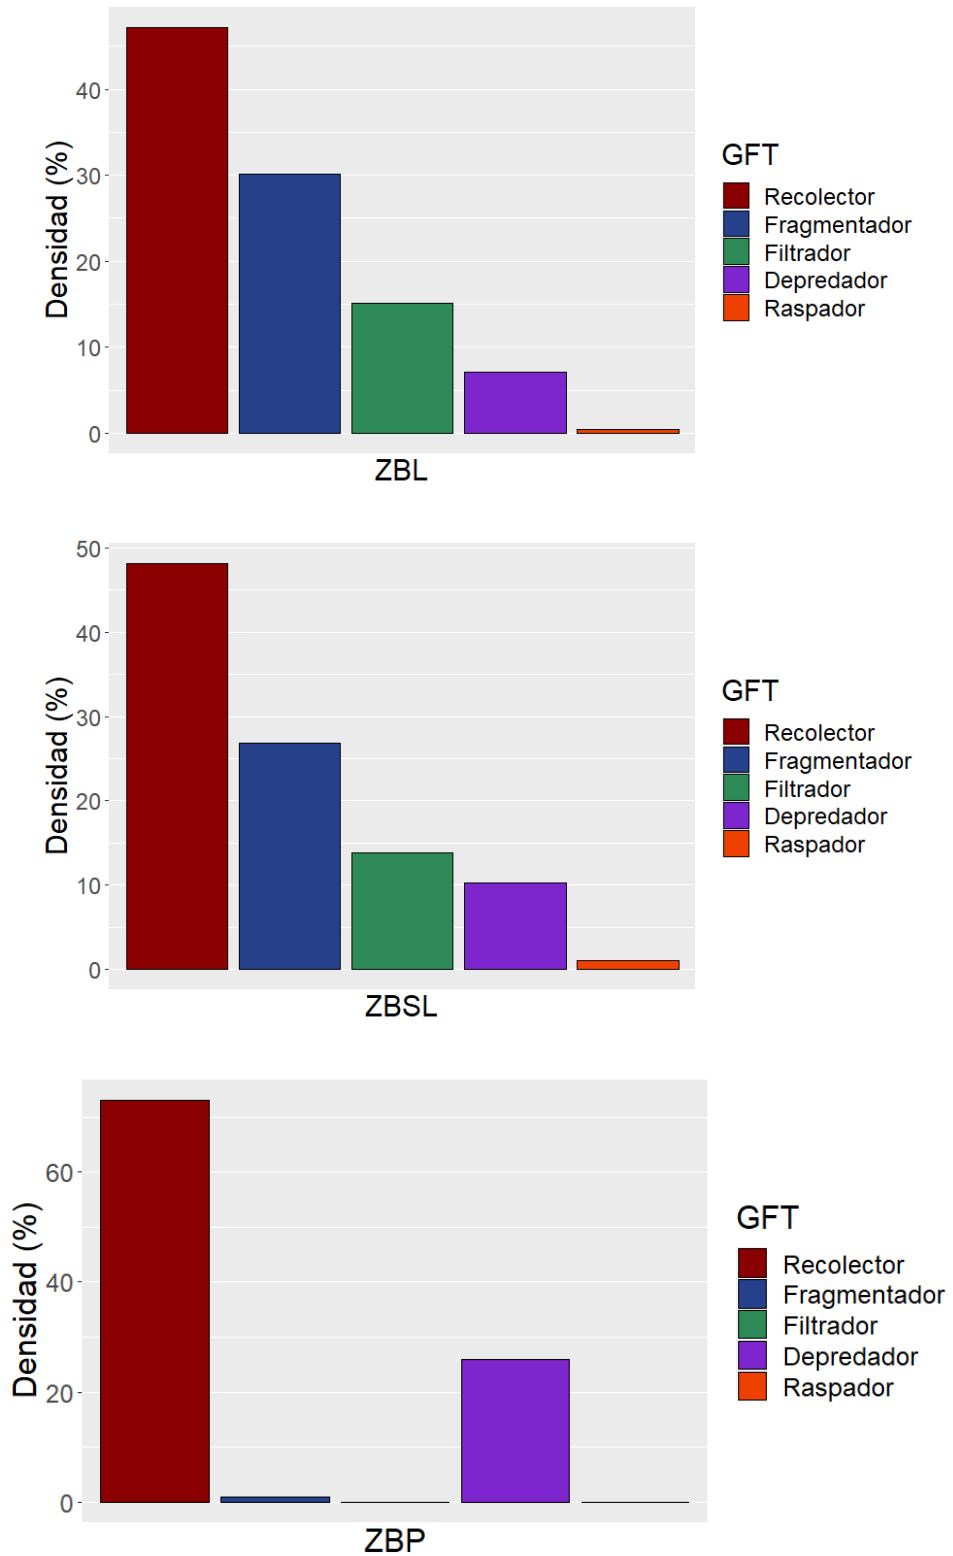 40
30
20
10
0
Densidad (%)
ZBL
GFT
Recolector
Fragmentador
Filtrador
Depredador
Raspador
50
40
30
20
10
0
Densidad (%)
ZBSL
GFT
Recolector
Fragmentador
Filtrador
Depredador
Raspador
60
40
20
0
Densidad (%)
ZBP
GFT
Recolector
Fragmentador
Filtrador
Depredador
Raspador